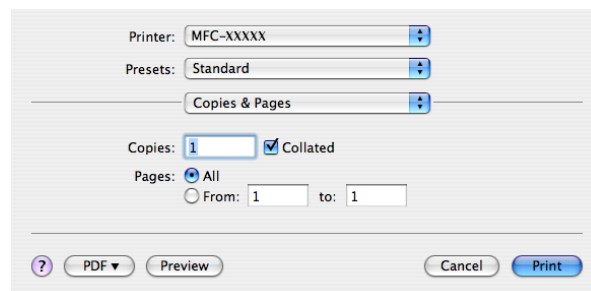 Printer: MFC-XXXXX
Presets: Standard
Copies & Pages
Copies: 1 Collated
Pages: All
From: 1 to: 1
? PDF▼ Preview Cancel Print